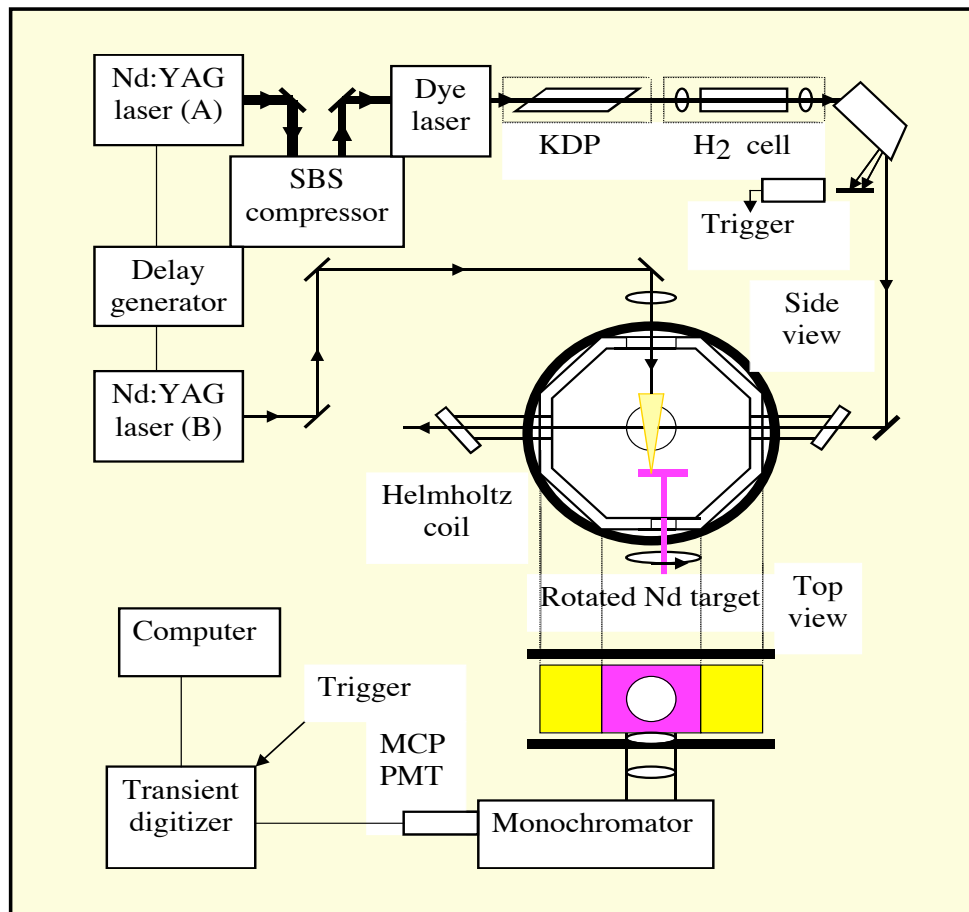 Nd:YAG
laser (A)
Dye
laser
KDP
H2 cell
SBS
compressor
Trigger
Delay
generator
Side
view
Nd:YAG
laser (B)
Helmholtz
coil
Rotated Nd target
Top
view
Computer
Trigger
MCP
PMT
Transient
digitizer
Monochromator